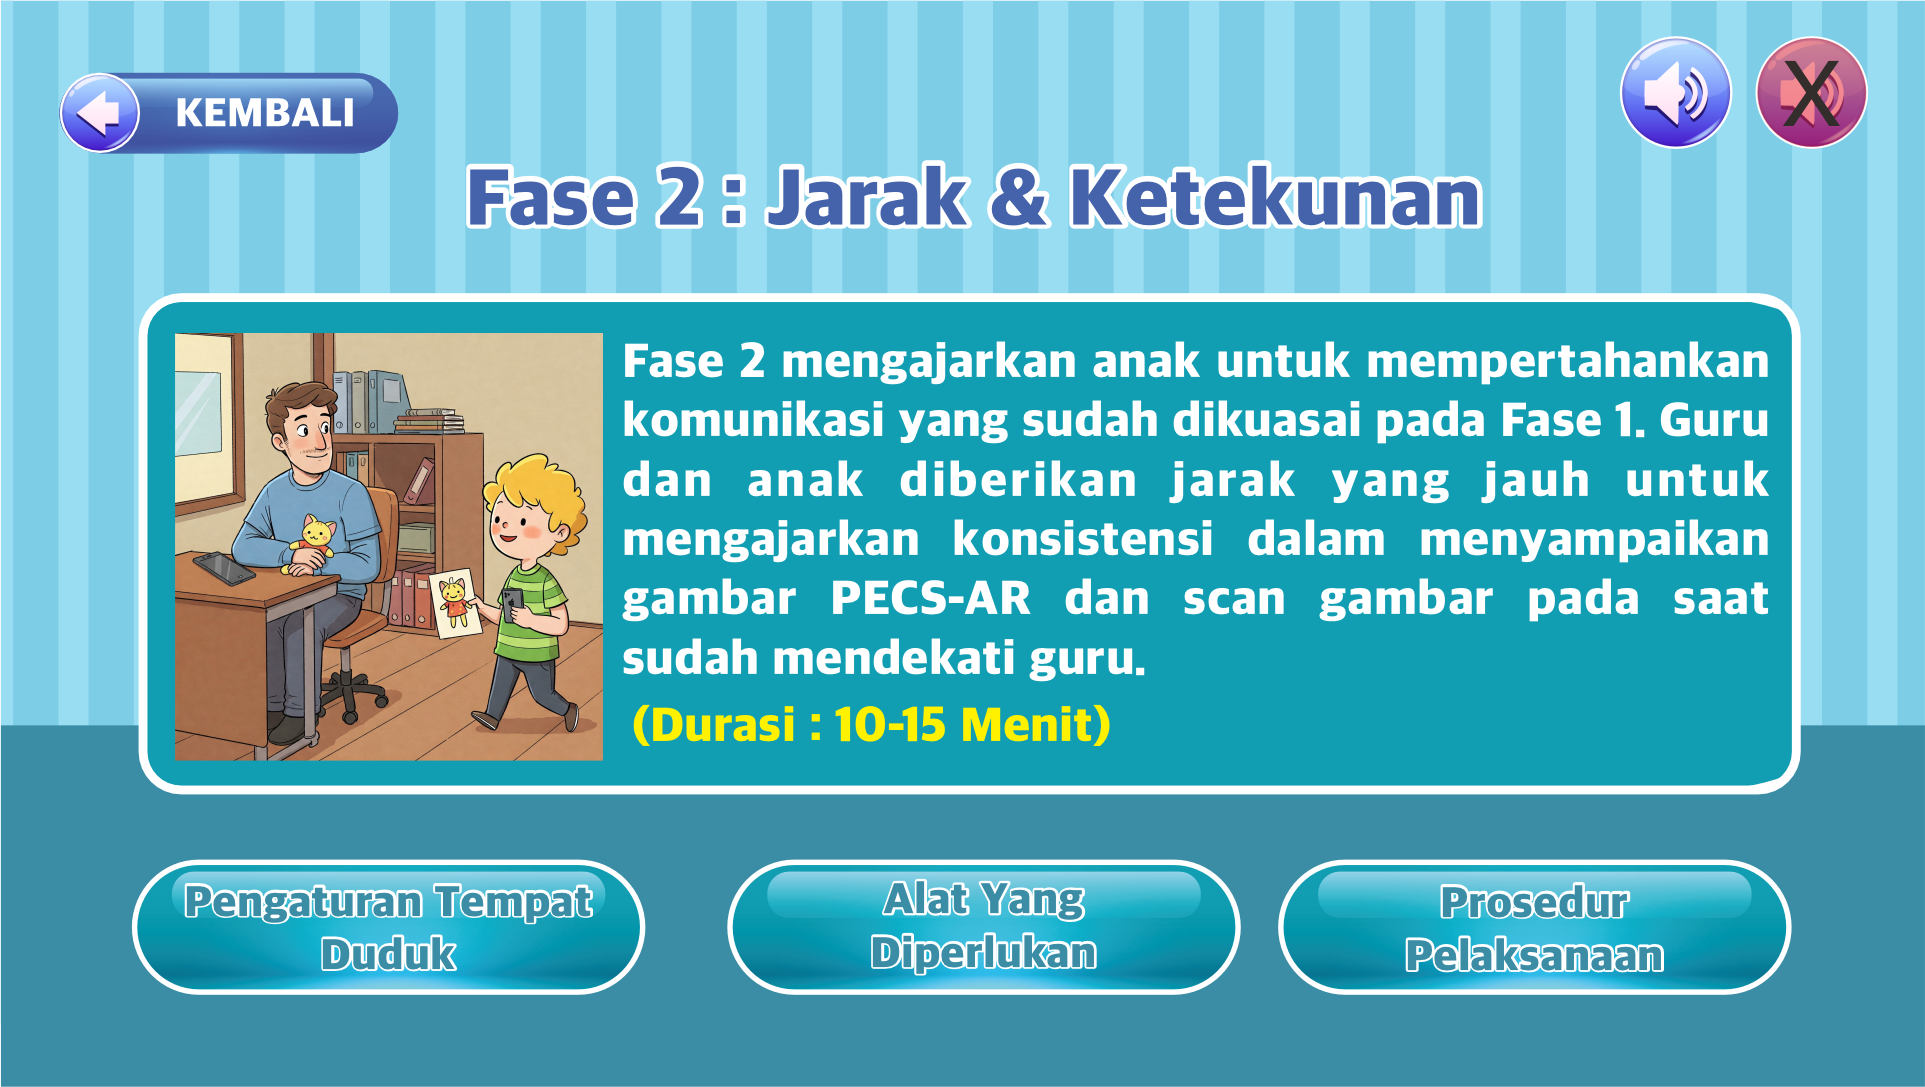 KEMBALI
X
Fase 2 : Jarak & Ketekunan
Fase 2 mengajarkan anak untuk mempertahankan
komunikasi yang sudah dikuasai pada Fase 1. Guru
dan anak diberikan jarak yang jauh untuk
mengajarkan konsistensi dalam menyampaikan
gambar PECS-AR dan scan gambar pada saat
sudah mendekati guru.
(Durasi : 10-15 Menit)
Pengaturan Tempat
Duduk
Alat Yang
Diperlukan
Prosedur
Pelaksanaan